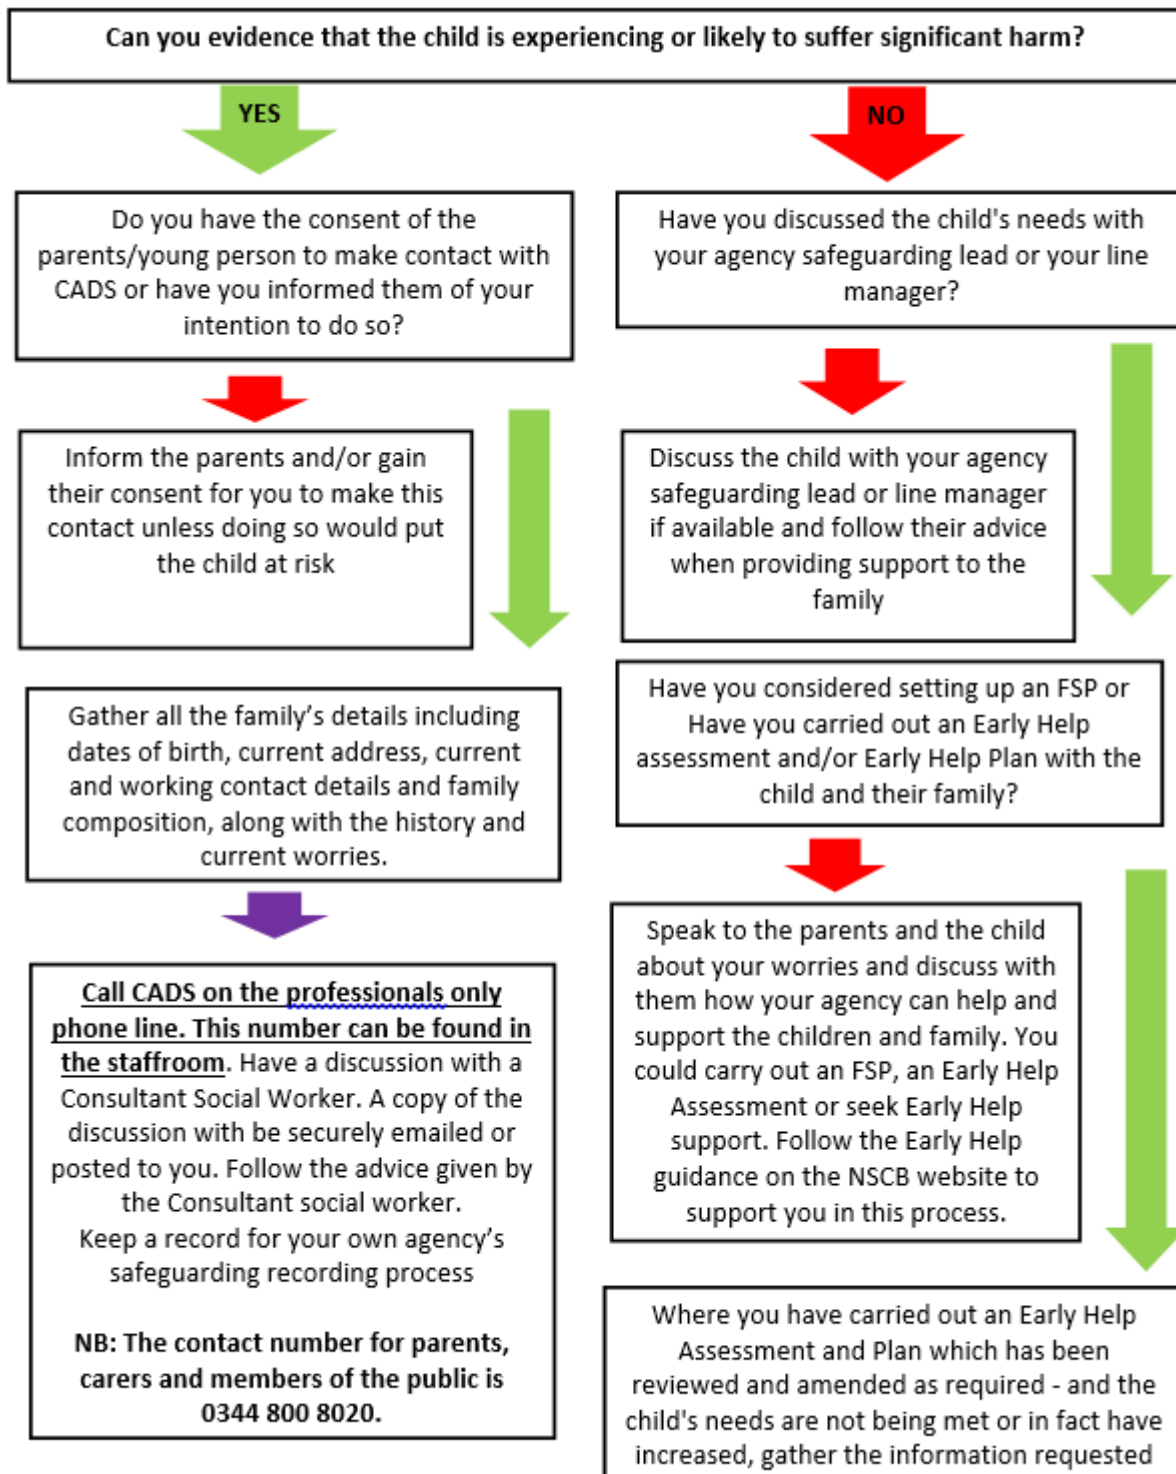 Can you evidence that the child is experiencing or likely to suffer significant harm?
YES
NO
Do you have the consent of the
parents/young person to make contact with
CADS or have you informed them of your
intention to do so?
Inform the parents and/or gain
their consent for you to make this
contact unless doing so would put
the child at risk
Gather all the family’s details including
dates of birth, current address, current
and working contact details and family
composition, along with the history and
current worries.
Call CADS on the professionals only
phone line. This number can be found in
the staffroom. Have a discussion with a
Consultant Social Worker. A copy of the
discussion with be securely emailed or
posted to you. Follow the advice given by
the Consultant social worker.
Keep a record for your own agency’s
safeguarding recording process
NB: The contact number for parents,
carers and members of the public is
0344 800 8020.
Have you discussed the child's needs with
your agency safeguarding lead or your line
manager?
Discuss the child with your agency
safeguarding lead or line manager
if available and follow their advice
when providing support to the
family
Have you considered setting up an FSP or
Have you carried out an Early Help
assessment and/or Early Help Plan with the
child and their family?
Speak to the parents and the child
about your worries and discuss with
them how your agency can help and
support the children and family. You
could carry out an FSP, an Early Help
Assessment or seek Early Help
support. Follow the Early Help
guidance on the NSCB website to
support you in this process.
Where you have carried out an Early Help
Assessment and Plan which has been
reviewed and amended as required - and the
child's needs are not being met or in fact have
increased, gather the information requested